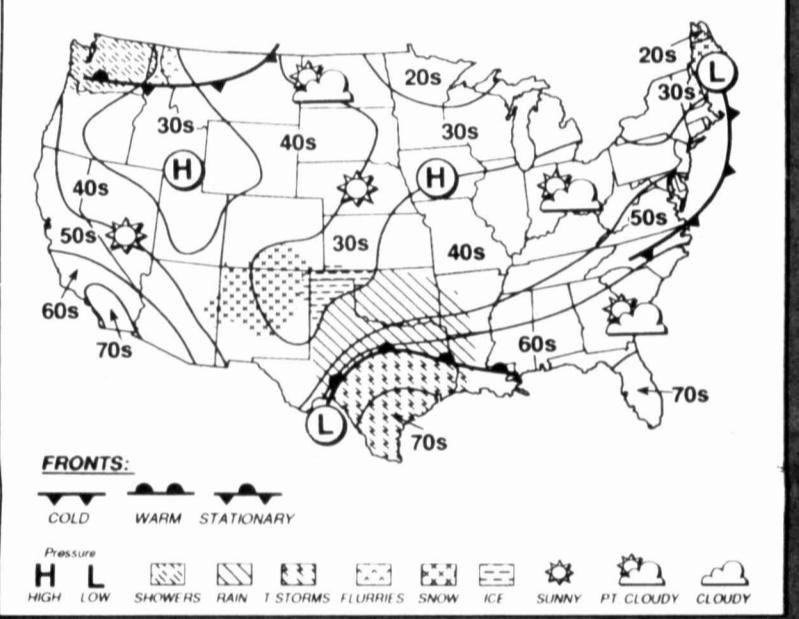 20s
L
20s
30s
30s
40s
30s
H
H
40s
50s
50s
30s
40s
60s
70s
60s
L
70s
70s
FRONTS:
COLD WARM STATIONARY
Pressure
H L
HIGH LOW SHOWERS RAIN T STORMS FLURRIES SNOW ICE SUNNY PT CLOUDY CLOUDY